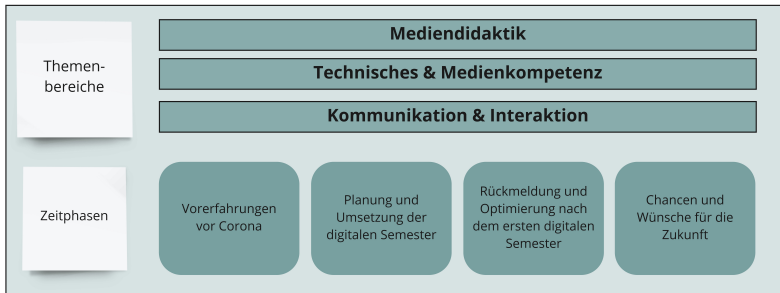 Themen-
bereiche
Mediendidaktik
Technisches & Medienkompetenz
Kommunikation & Interaktion
Zeitphasen
Vorerfahrungen
vor Corona
Planung und
Umsetzung der
digitalen Semester
Rückmeldung und
Optimierung nach
dem ersten digitalen
Semester
Chancen und
Wünsche für die
Zukunft